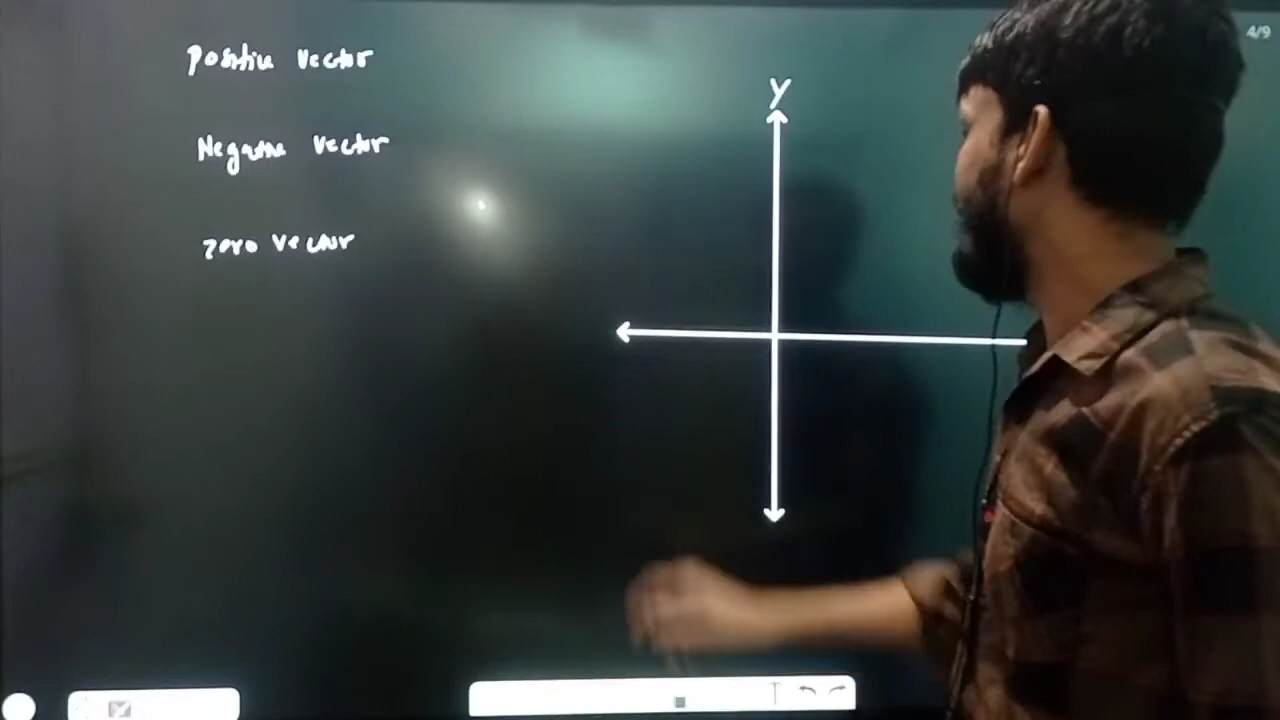 4/9
Positive vector
Y
Negative vector
zero vector